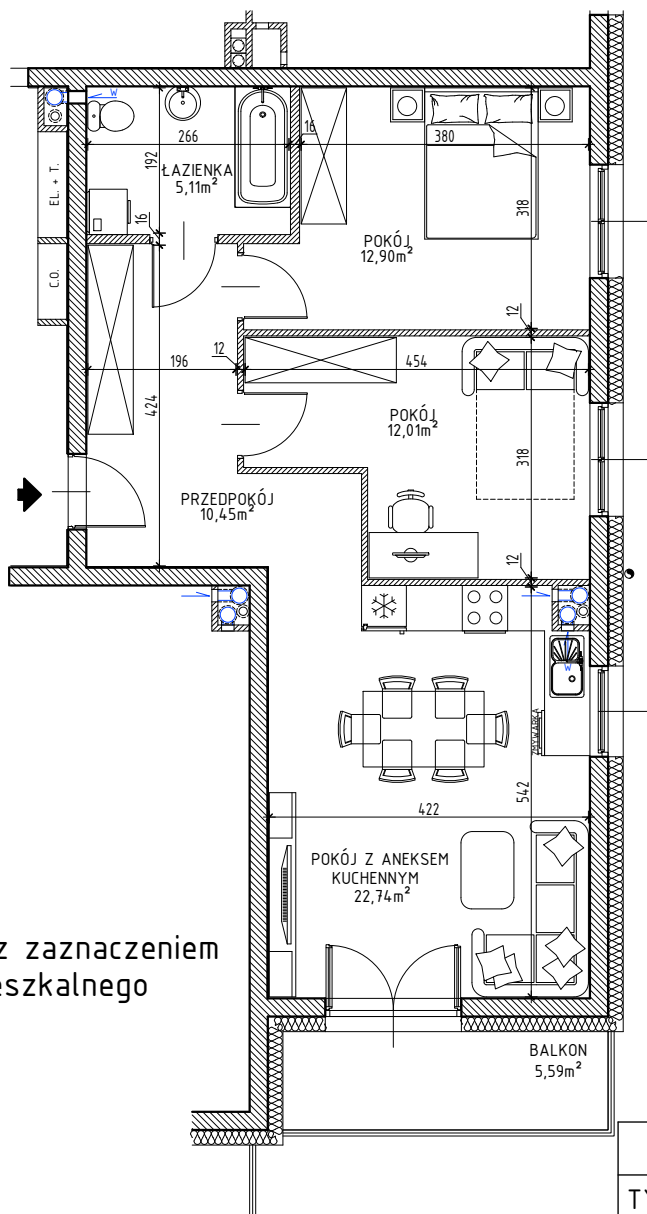 W
266
16
380
192
ŁAZIENKA
5,11m²
EL. + T.
16
318
POKÓJ
12,90m²
C.O.
12
12
196
454
424
POKÓJ
12,01m²
318
PRZEDPOKÓJ
10,45m²
12
W
ZMYWARKA
542
422
POKÓJ Z ANEKSEM
KUCHENNYM
22,74m²
z zaznaczeniem
eszkalnego
BALKON
5,59m²
TY